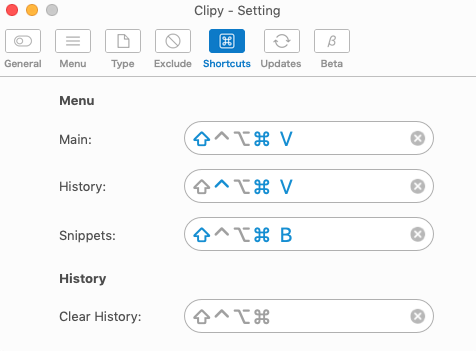 Clipy - Setting
General Menu Type Exclude Shortcuts Updates Beta
Menu
Main: ⇧⌃⌥⌘ V
History: ⇧⌃⌥⌘ V
Snippets: ⇧⌃⌥⌘ B
History
Clear History: ⇧⌃⌥⌘